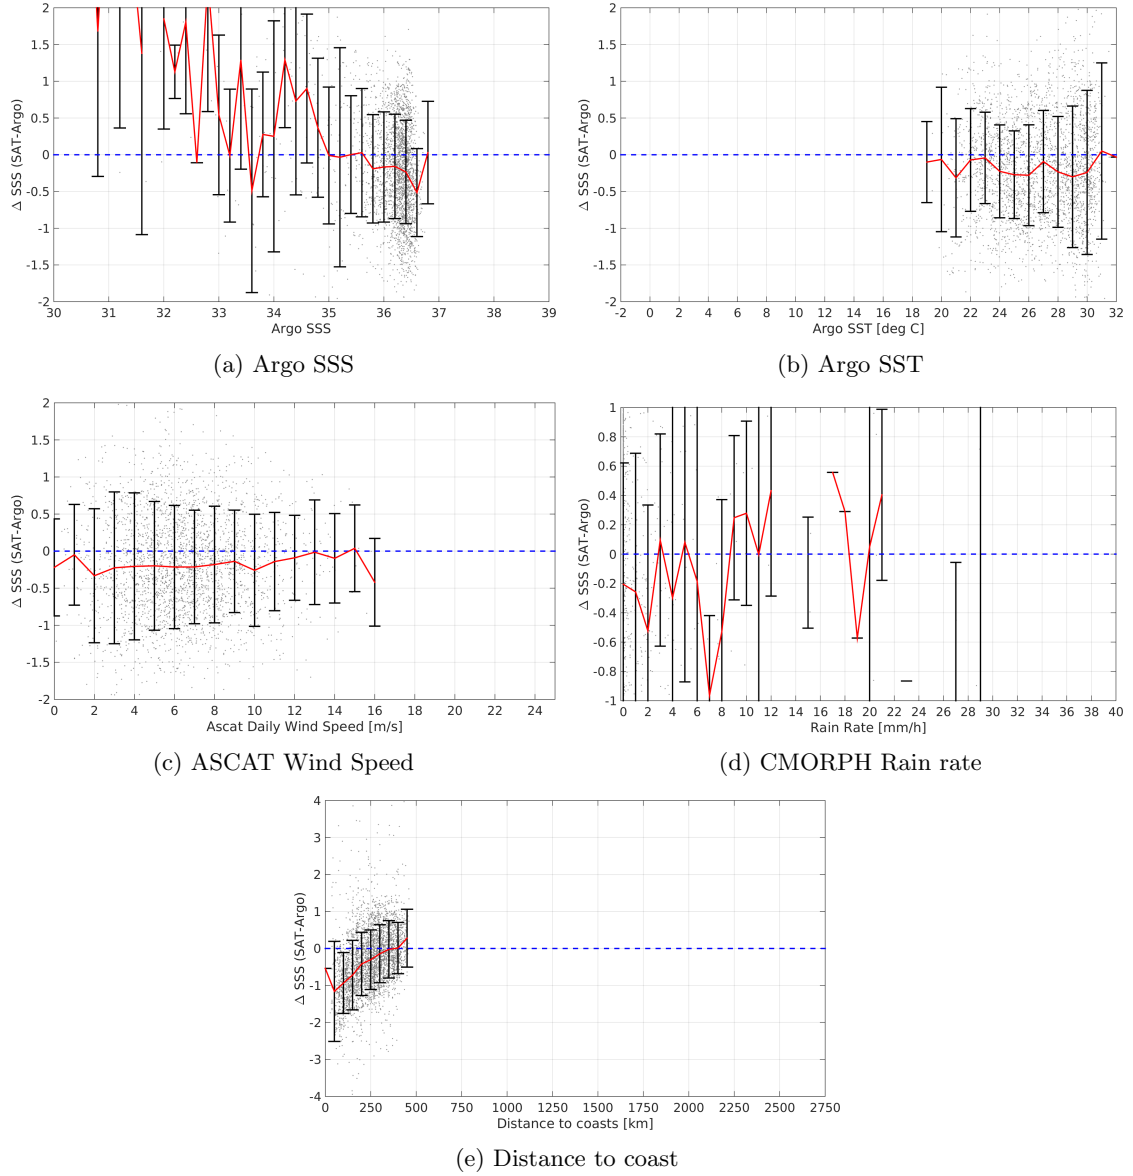 2
1.5
1
0.5
0
-0.5
-1
-1.5
-2
Δ SSS (SAT-Argo)
30 31 32 33 34 35 36 37 38 39
Argo SSS
(a) Argo SSS
2
1.5
1
0.5
0
-0.5
-1
-1.5
-2
Δ SSS (SAT-Argo)
-2 0 2 4 6 8 10 12 14 16 18 20 22 24 26 28 30 32
Argo SST [deg C]
(b) Argo SST
2
1.5
1
0.5
0
-0.5
-1
-1.5
-2
Δ SSS (SAT-Argo)
0 2 4 6 8 10 12 14 16 18 20 22 24
Ascat Daily Wind Speed [m/s]
(c) ASCAT Wind Speed
1
0.8
0.6
0.4
0.2
0
-0.2
-0.4
-0.6
-0.8
-1
Δ SSS (SAT-Argo)
0 2 4 6 8 10 12 14 16 18 20 22 24 26 28 30 32 34 36 38 40
Rain Rate [mm/h]
(d) CMORPH Rain rate
4
3
2
1
0
-1
-2
-3
-4
Δ SSS (SAT-Argo)
0 250 500 750 1000 1250 1500 1750 2000 2250 2500 2750
Distance to coasts [km]
(e) Distance to coast